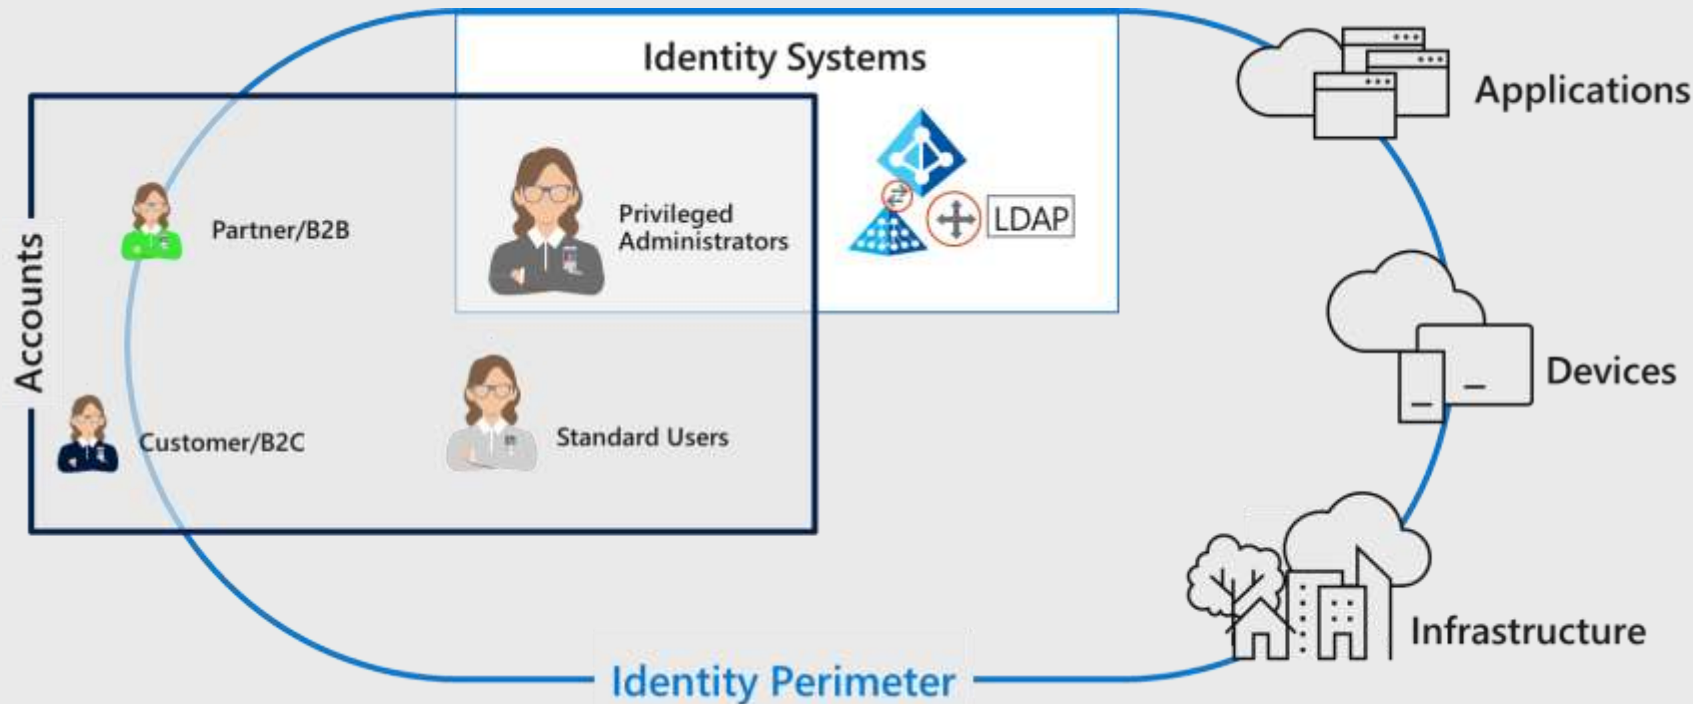 Identity Systems
Applications
Partner/B2B
Privileged
Administrators
LDAP
Accounts
Devices
Customer/B2C
Standard Users
Infrastructure
Identity Perimeter